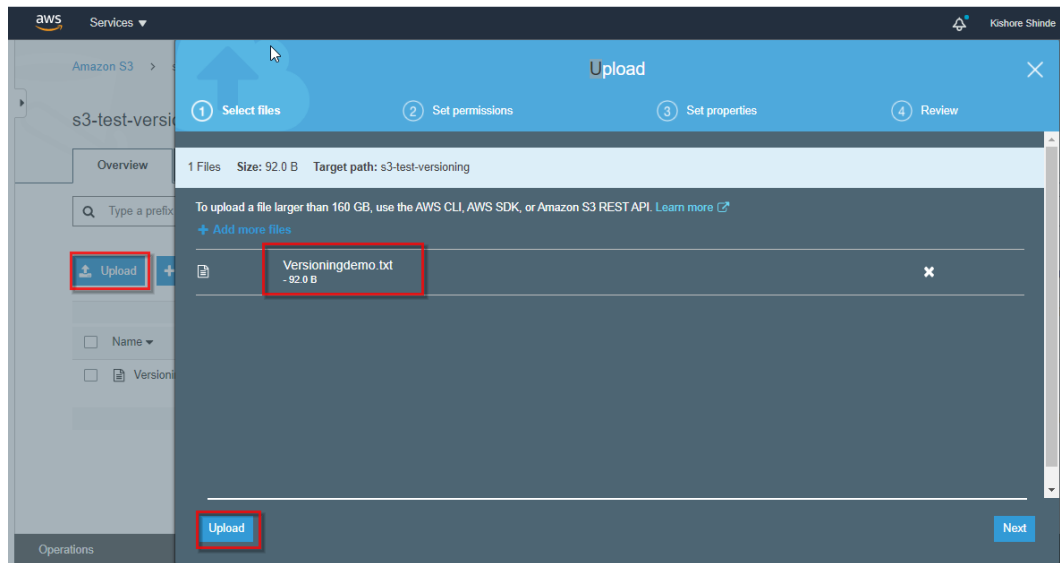 aws Services Kishore Shinde
Amazon S3 > s
s3-test-versi
Overview
Type a prefix
Upload +
Name
Versioni
Operations
Upload
1 Select files 2 Set permissions 3 Set properties 4 Review
1 Files Size: 92.0 B Target path: s3-test-versioning
To upload a file larger than 160 GB, use the AWS CLI, AWS SDK, or Amazon S3 REST API. Learn more
+ Add more files
Versioningdemo.txt
- 92.0 B
Upload Next